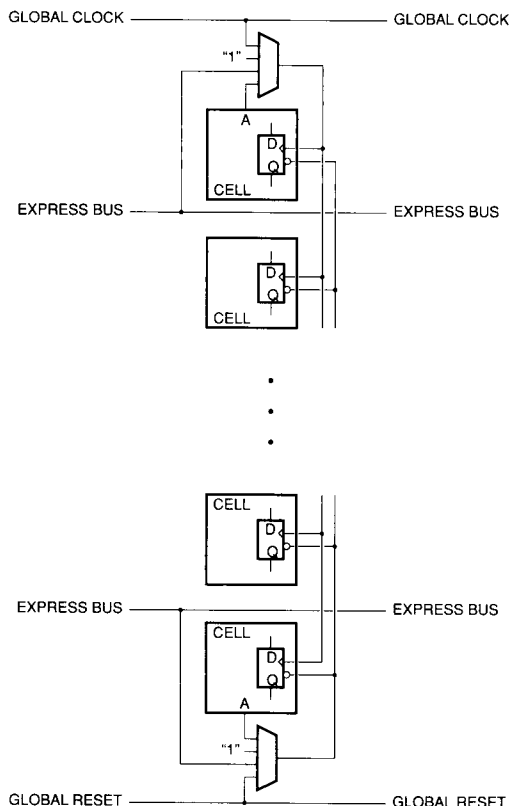 GLOBAL CLOCK GLOBAL CLOCK
"1"
A
D
Q
CELL
EXPRESS BUS EXPRESS BUS
D
Q
CELL
CELL
D
Q
EXPRESS BUS EXPRESS BUS
CELL
D
Q
A
"1"
GLOBAL RESET GLOBAL RESET